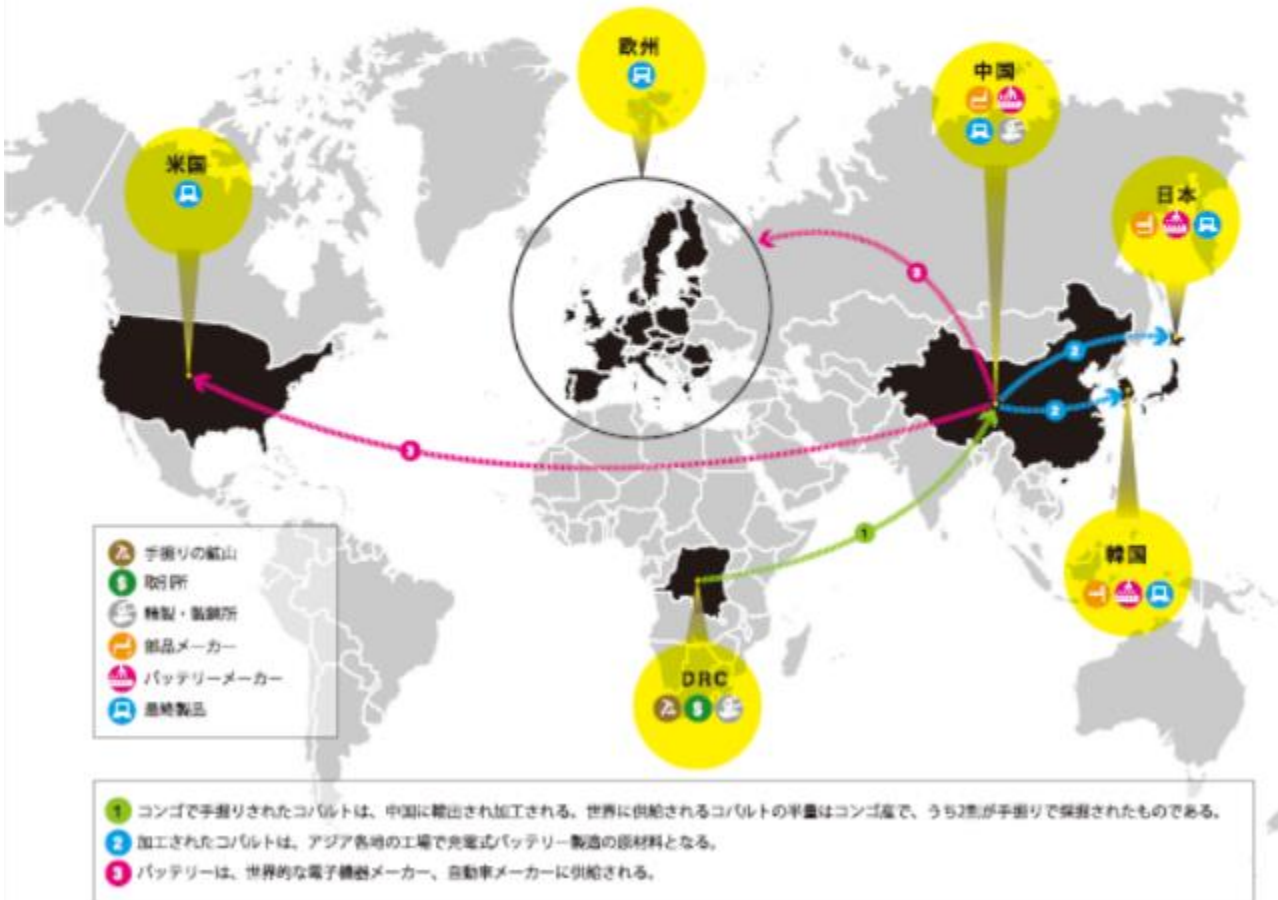 欧州
中国
米国
日本
韓国
DRC
手掘りの鉱山
取引所
精製・製錬所
部品メーカー
バッテリーメーカー
最終製品
1 コンゴで手掘りされたコバルトは、中国に輸出され加工される。世界に供給されるコバルトの半量はコンゴ産で、うち2割が手掘りで採掘されたものである。
2 加工されたコバルトは、アジア各地の工場で充電式バッテリー製造の原材料となる。
3 バッテリーは、世界的な電子機器メーカー、自動車メーカーに供給される。
3
2
2
3
1